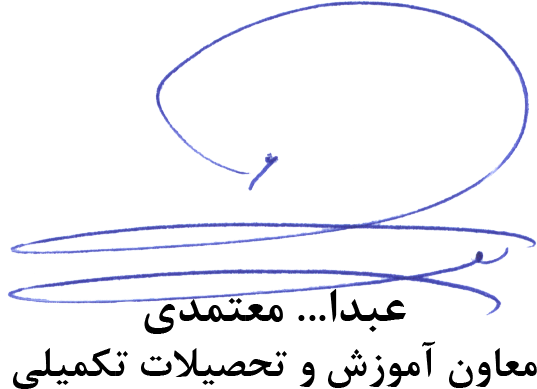 عبدا... معتمدی
معاون آموزش و تحصیلات تکمیلی